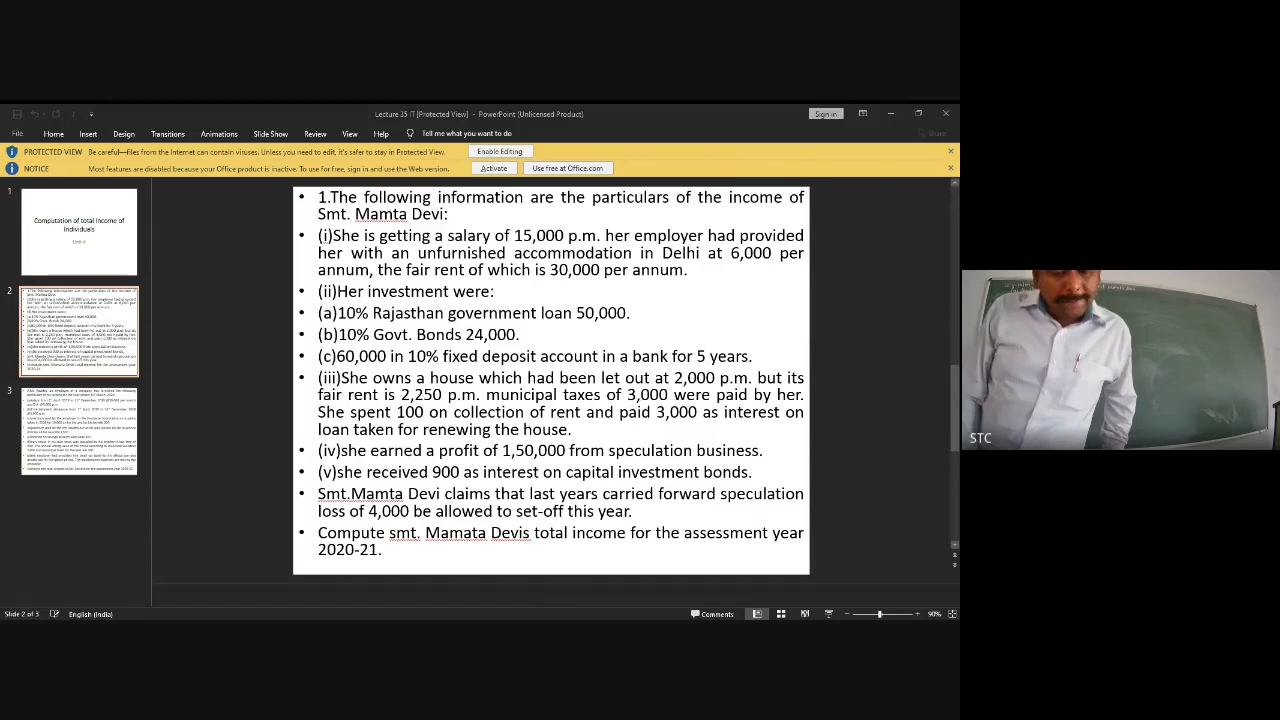 Lecture 35 IT [Protected View] - PowerPoint (Unlicensed Product)
Sign in
File Home Insert Design Transitions Animations Slide Show Review View Help Tell me what you want to do Share
PROTECTED VIEW Be careful—files from the Internet can contain viruses. Unless you need to edit, it's safer to stay in Protected View. Enable Editing
NOTICE Most features are disabled because your Office product is inactive. To use for free, sign in and use the Web version. Activate Use free at Office.com
1
Computation of total Income of
Individuals
Unit-4
2
3
• 1.The following information are the particulars of the income of
Smt. Mamta Devi:
• (i)She is getting a salary of 15,000 p.m. her employer had provided
her with an unfurnished accommodation in Delhi at 6,000 per
annum, the fair rent of which is 30,000 per annum.
• (ii)Her investment were:
• (a)10% Rajasthan government loan 50,000.
• (b)10% Govt. Bonds 24,000.
• (c)60,000 in 10% fixed deposit account in a bank for 5 years.
• (iii)She owns a house which had been let out at 2,000 p.m. but its
fair rent is 2,250 p.m. municipal taxes of 3,000 were paid by her.
She spent 100 on collection of rent and paid 3,000 as interest on
loan taken for renewing the house.
• (iv)she earned a profit of 1,50,000 from speculation business.
• (v)she received 900 as interest on capital investment bonds.
• Smt.Mamta Devi claims that last years carried forward speculation
loss of 4,000 be allowed to set-off this year.
• Compute smt. Mamata Devis total income for the assessment year
2020-21.
STC
Slide 2 of 3 English (India) Comments 90%